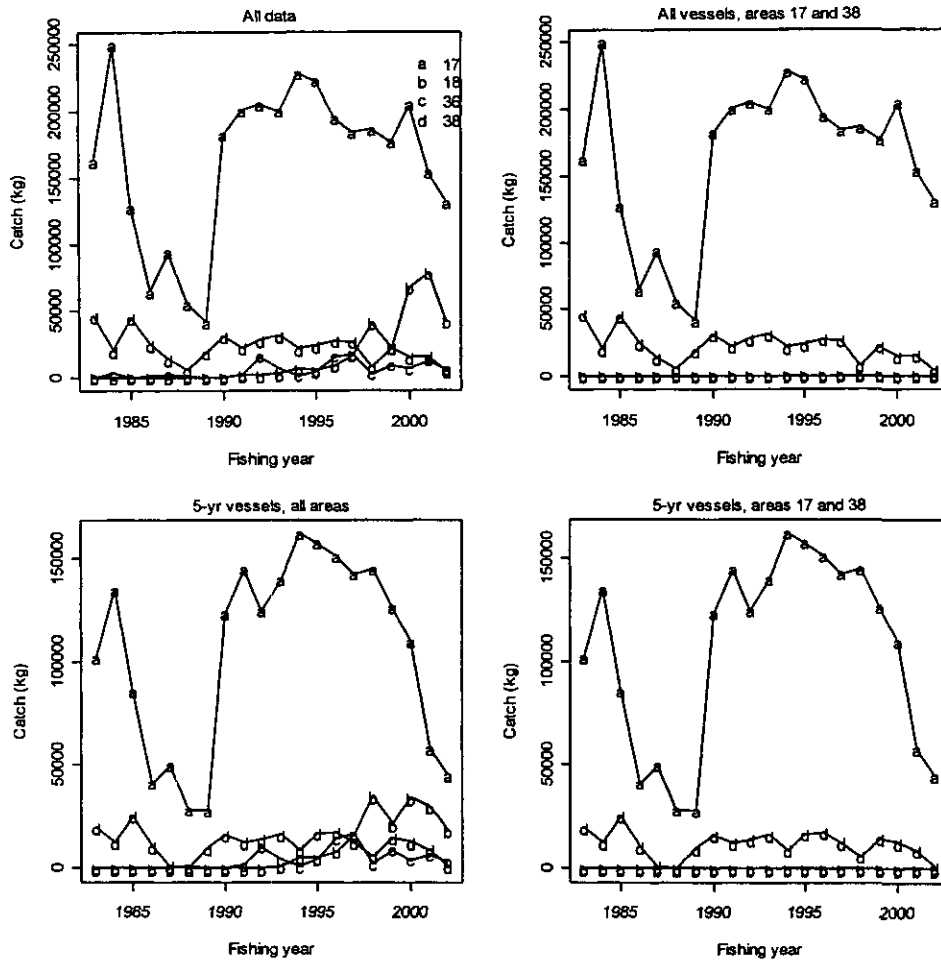 All data
Catch (kg)
250000
200000
150000
100000
50000
0
a 17
b 18
c 36
d 38
1985
1990
1995
2000
Fishing year
All vessels, areas 17 and 38
Catch (kg)
250000
200000
150000
100000
50000
0
1985
1990
1995
2000
Fishing year
5-yr vessels, all areas
Catch (kg)
150000
100000
50000
0
1985
1990
1995
2000
Fishing year
5-yr vessels, areas 17 and 38
Catch (kg)
150000
100000
50000
0
1985
1990
1995
2000
Fishing year